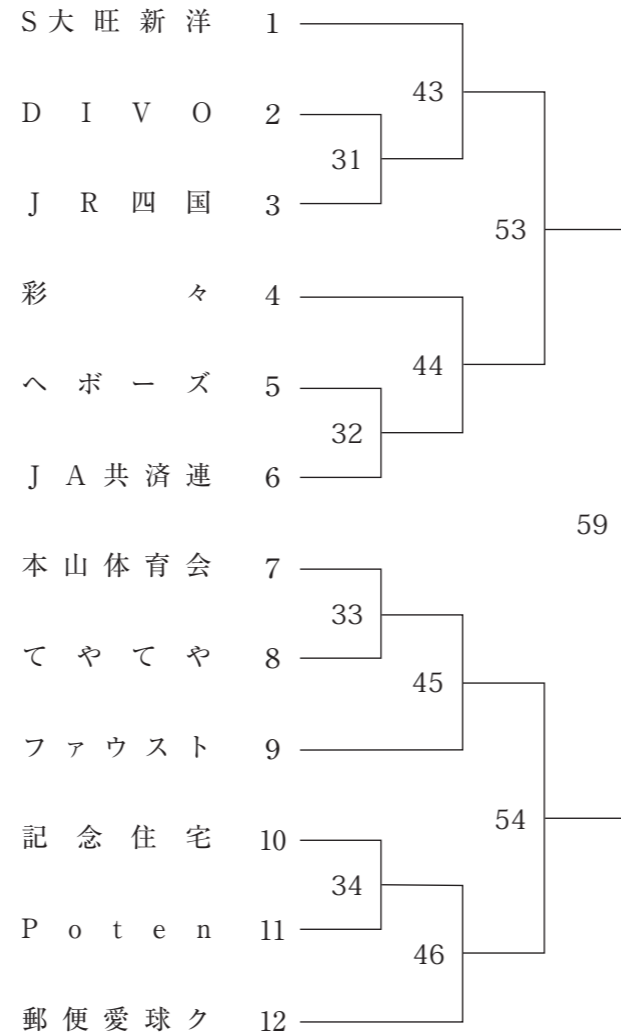 S大旺新洋 1
43
DIVO 2
31
JR四国 3
53
彩々 4
44
ヘボーズ 5
32
JA共済連 6
59
本山体育会 7
33
てやてや 8
45
ファウスト 9
54
記念住宅 10
34
Poten 11
46
郵便愛球ク 12